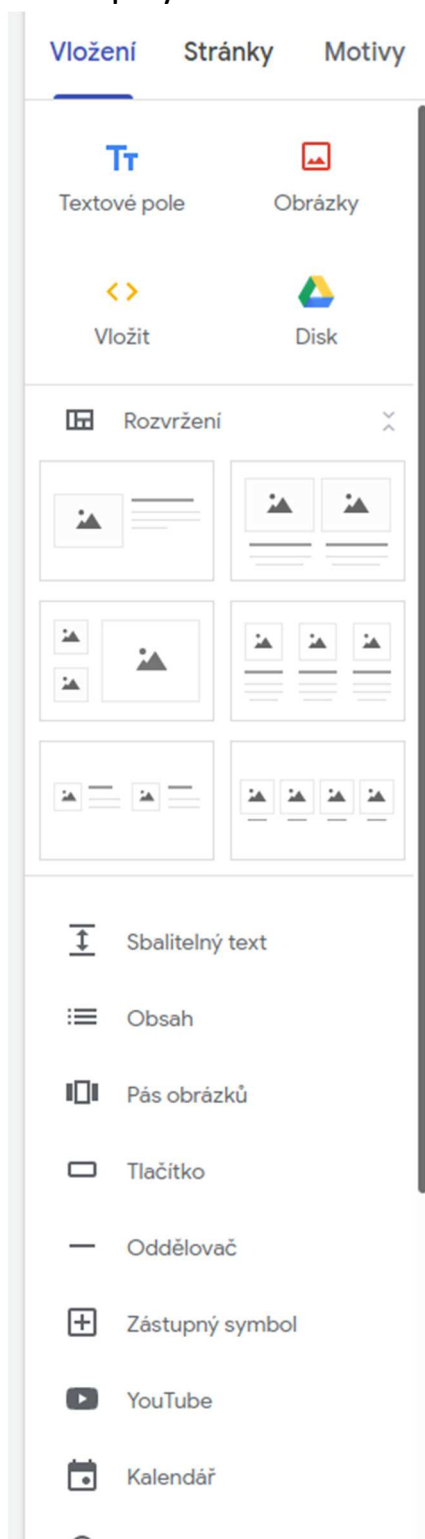 Vložení Stránky Motivy
Textové pole Obrázky
Vložit Disk
Rozvržení
Sbalitelný text
Obsah
Pás obrázků
Tlačítko
Oddělovač
Zástupný symbol
YouTube
Kalendář